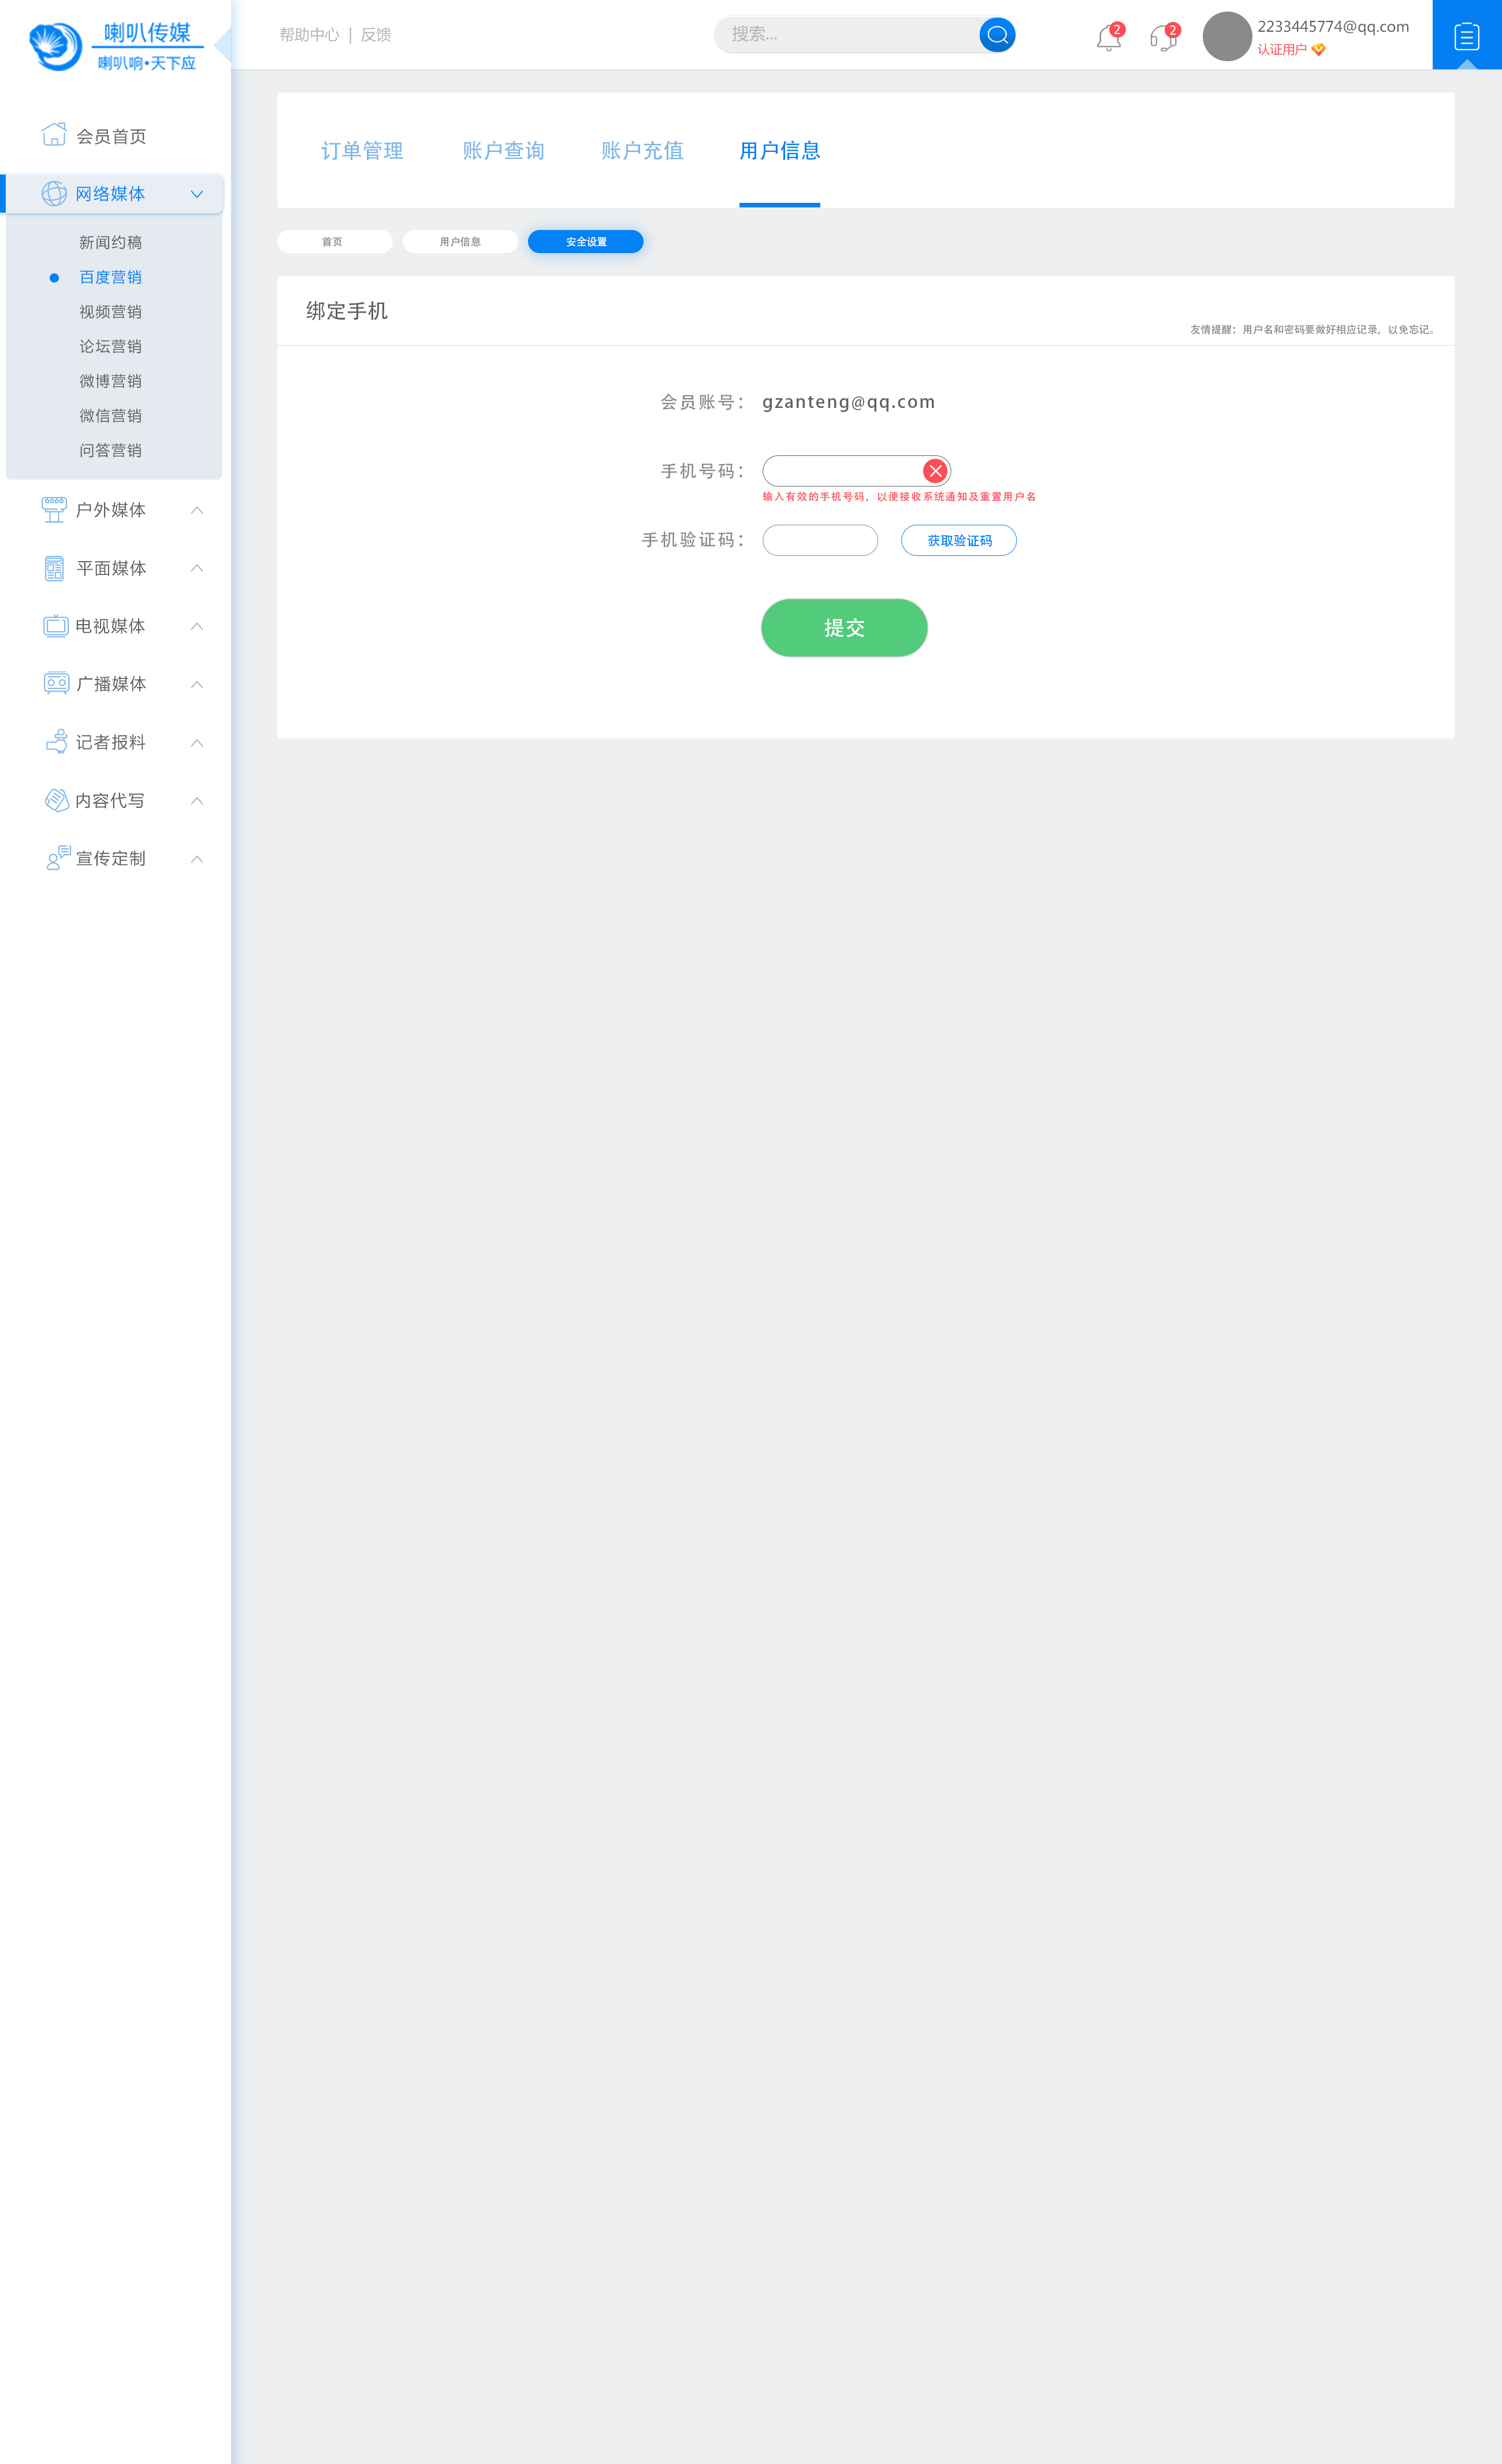 喇叭传媒
喇叭响•天下应
帮助中心 | 反馈
搜索...
2
2
2233445774@qq.com
认证用户
会员首页
网络媒体
新闻约稿
百度营销
视频营销
论坛营销
微博营销
微信营销
问答营销
户外媒体
平面媒体
电视媒体
广播媒体
记者报料
内容代写
宣传定制
订单管理 账户查询 账户充值 用户信息
首页 用户信息 安全设置
绑定手机
友情提醒：用户名和密码要做好相应记录，以免忘记。
会员账号： gzanteng@qq.com
手机号码：
输入有效的手机号码，以便接收系统通知及重置用户名
手机验证码： 获取验证码
提交